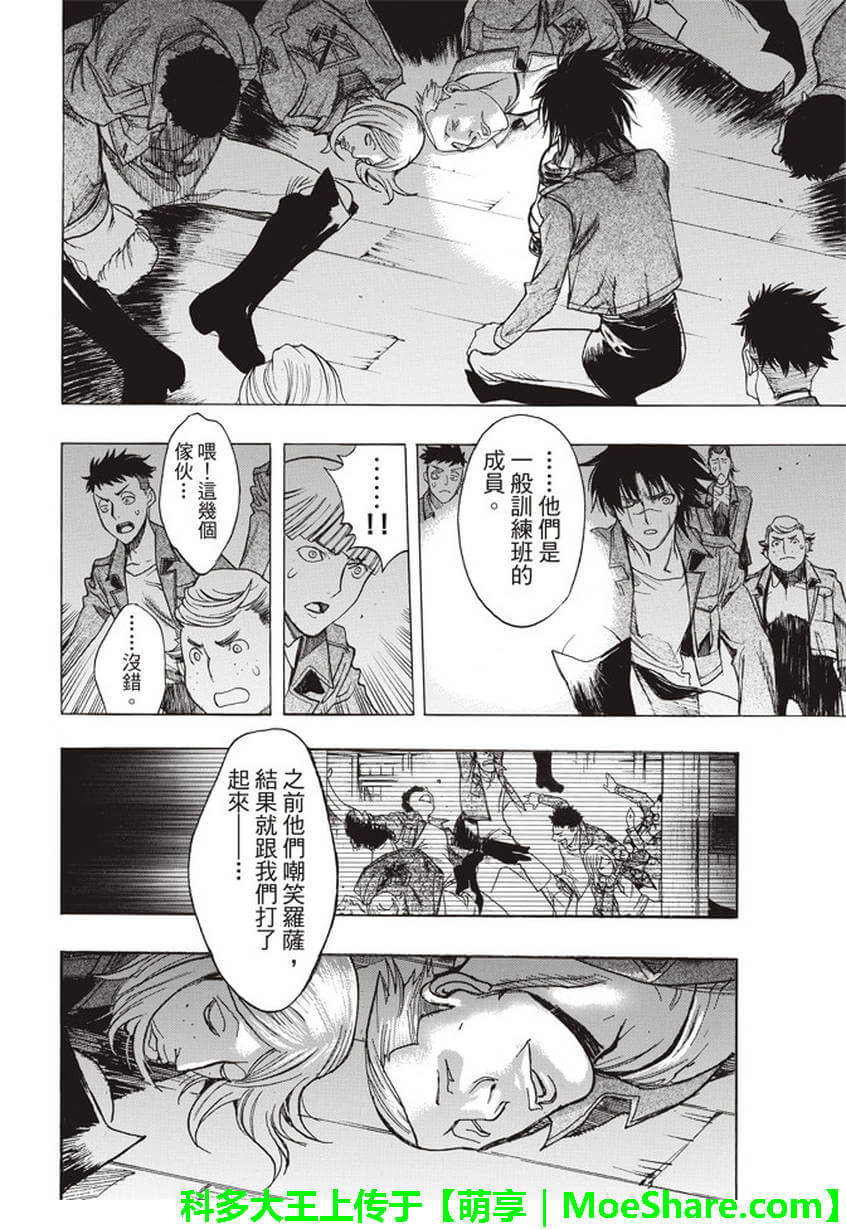 ……他們是
一般訓練班的
成員。
……!!
喂！這幾個
傢伙…
……沒錯。
之前他們嘲笑羅薩，
結果就跟我們打了
起來——…
科多大王上传于【萌享｜MoeShare.com】